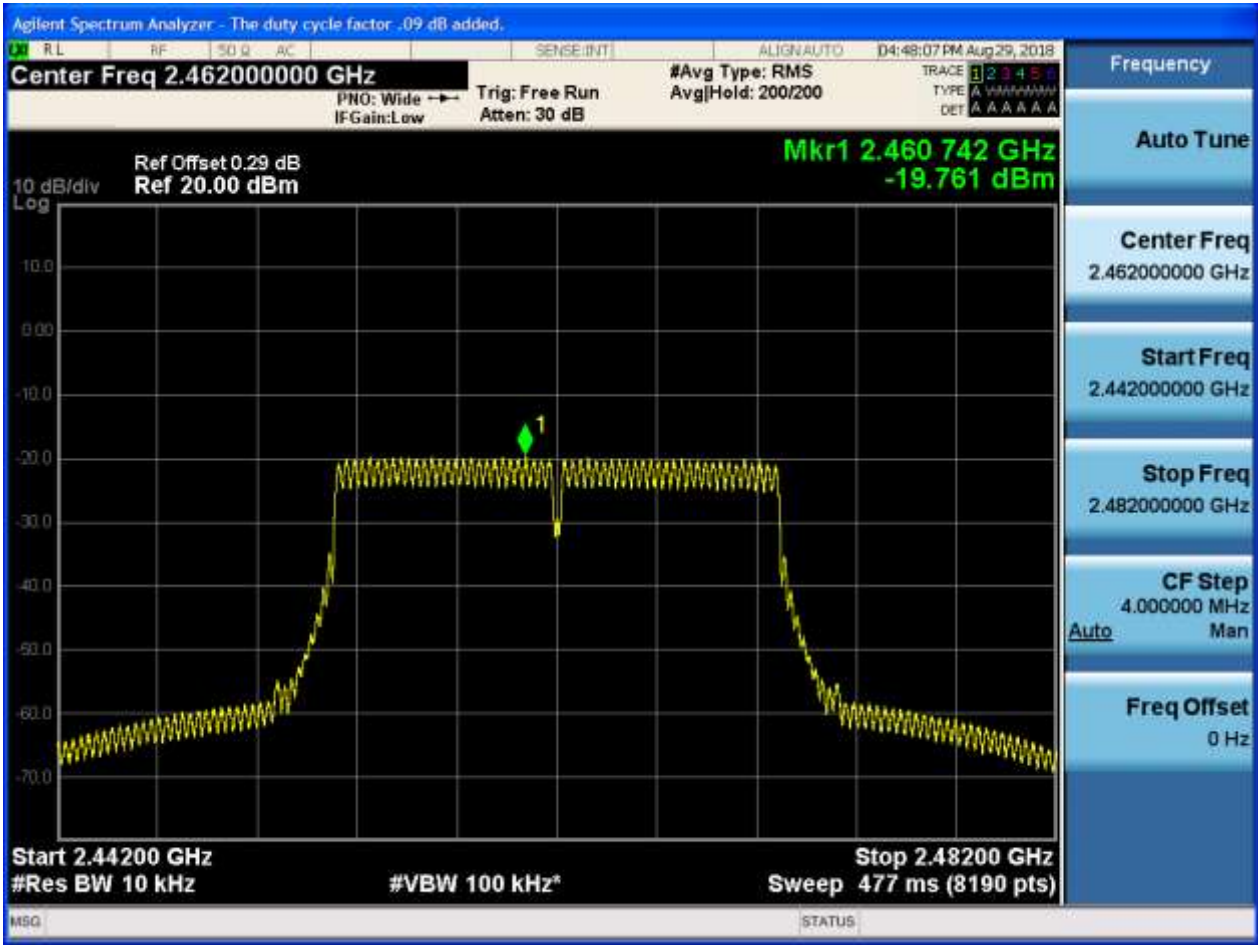 Agilent Spectrum Analyzer - The duty cycle factor .09 dB added.
LXI RL RF 50 Ω AC SENSE:INT ALIGNAUTO 04:48:07 PM Aug 29, 2018
Center Freq 2.462000000 GHz
PNO: Wide
IFGain:Low
Trig: Free Run
Atten: 30 dB
#Avg Type: RMS
Avg|Hold: 200/200
TRACE 1 2 3 4 5 6
TYPE A WWWWW
DET A A A A A A
Ref Offset 0.29 dB
Ref 20.00 dBm
10 dB/div
Log
Mkr1 2.460 742 GHz
-19.761 dBm
10.0
0.00
-10.0
-20.0
-30.0
-40.0
-50.0
-60.0
-70.0
1
Start 2.44200 GHz
Stop 2.48200 GHz
#Res BW 10 kHz
#VBW 100 kHz*
Sweep 477 ms (8190 pts)
MSG
STATUS
Frequency
Auto Tune
Center Freq
2.462000000 GHz
Start Freq
2.442000000 GHz
Stop Freq
2.482000000 GHz
CF Step
4.000000 MHz
Auto Man
Freq Offset
0 Hz